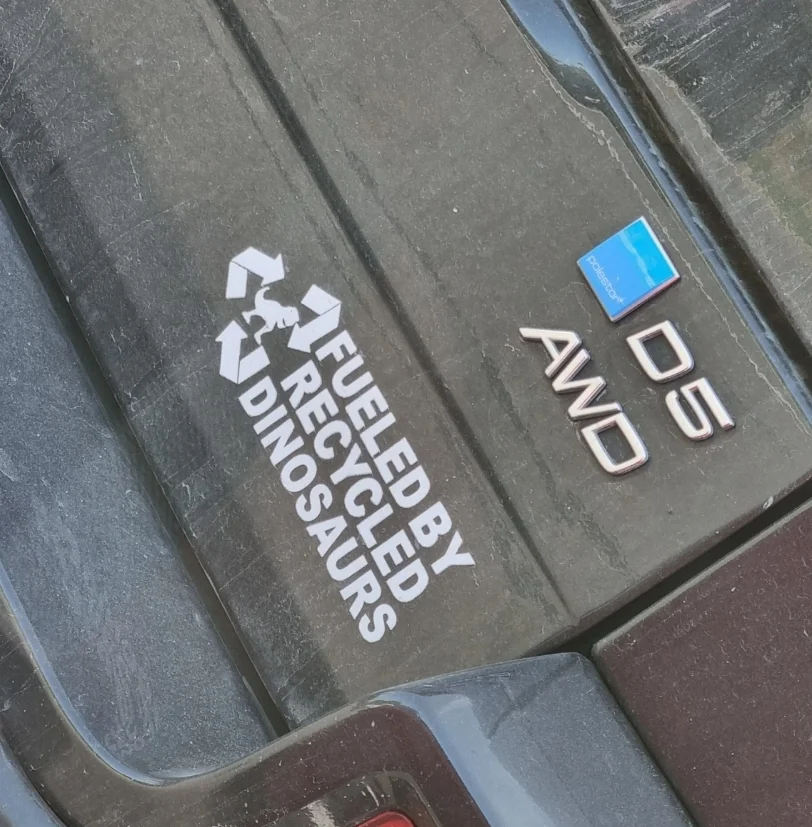 polestar
D5
AWD
FUELED BY
RECYCLED
DINOSAURS